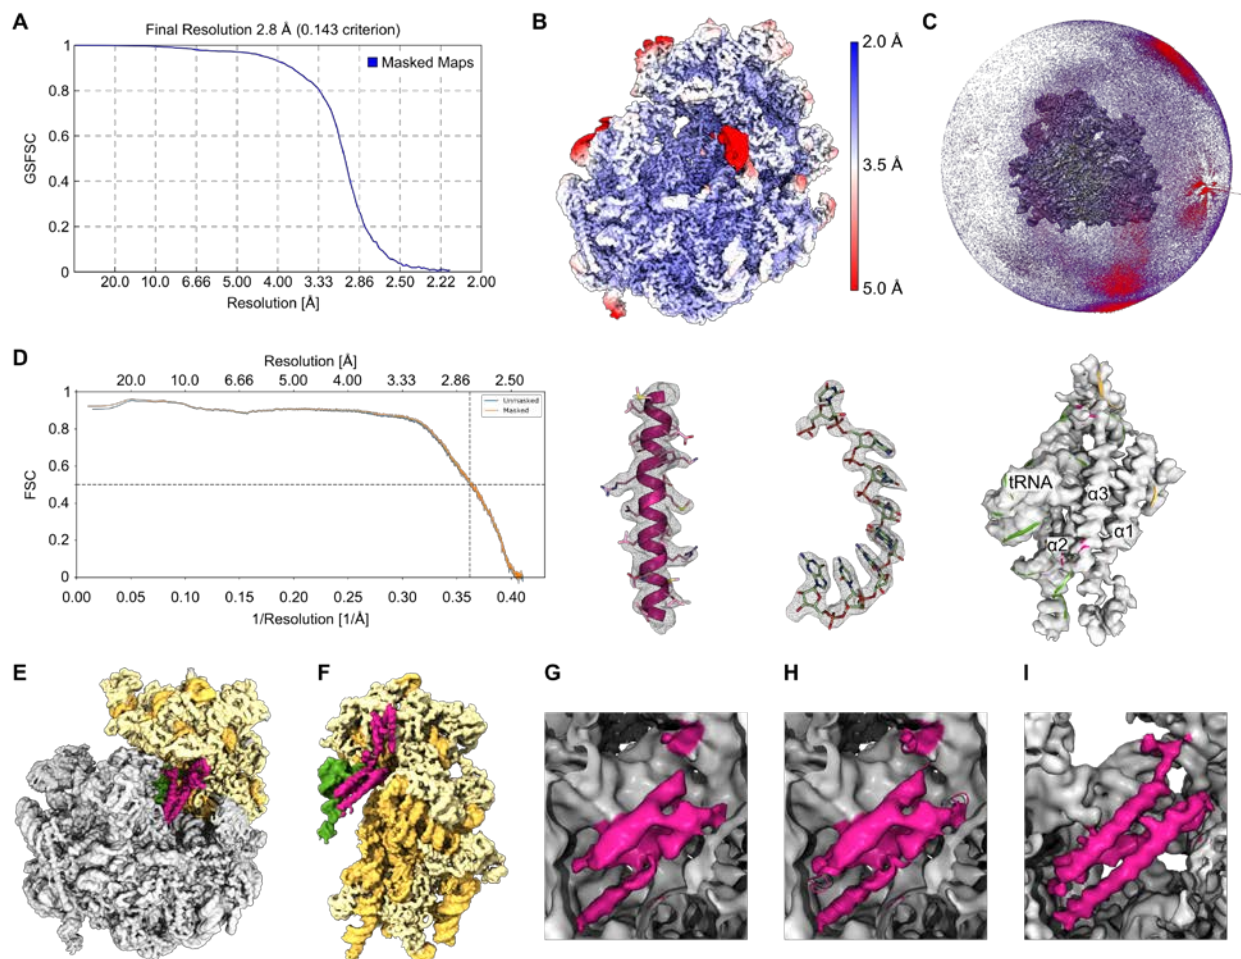 A
Final Resolution 2.8 Å (0.143 criterion)
Masked Maps
GSFSC
1
0.8
0.6
0.4
0.2
0
20.0 10.0 6.66 5.00 4.00 3.33 2.86 2.50 2.22 2.00
Resolution [Å]
B
2.0 Å
3.5 Å
5.0 Å
C
D
Resolution [Å]
20.0 10.0 6.66 5.00 4.00 3.33 2.86 2.50
Unmasked
Masked
FSC
1
0.8
0.6
0.4
0.2
0
0.00 0.05 0.10 0.15 0.20 0.25 0.30 0.35 0.40
1/Resolution [1/Å]
tRNA
α3
α1
α2
E
F
G
H
I